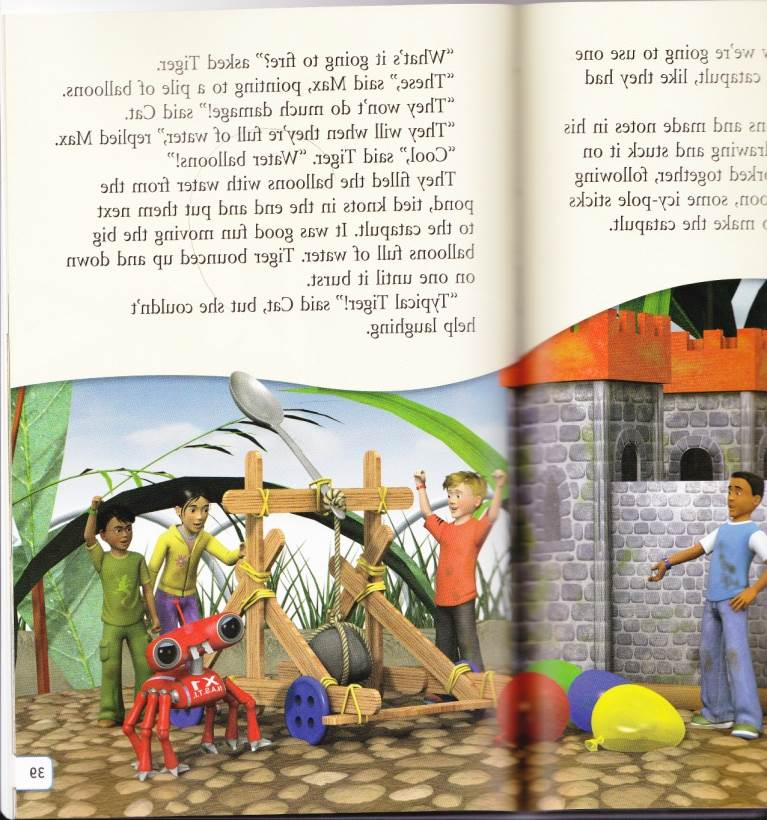 w we're going to use one
catapult, like they had
ns and made notes in his
rawing and stuck it on
rked together, following
oon, some icy-pole sticks
o make the catapult.
“What's it going to fire?” asked Tiger.
“These,” said Max, pointing to a pile of balloons.
“They won't do much damage!” said Cat.
“They will when they're full of water,” replied Max.
“Cool,” said Tiger. “Water balloons!”
They filled the balloons with water from the
pond, tied knots in the end and put them next
to the catapult. It was good fun moving the big
balloons full of water. Tiger bounced up and down
on one until it burst.
“Typical Tiger!” said Cat, but she couldn't
help laughing.
X1
N.A.S.T.I.
39